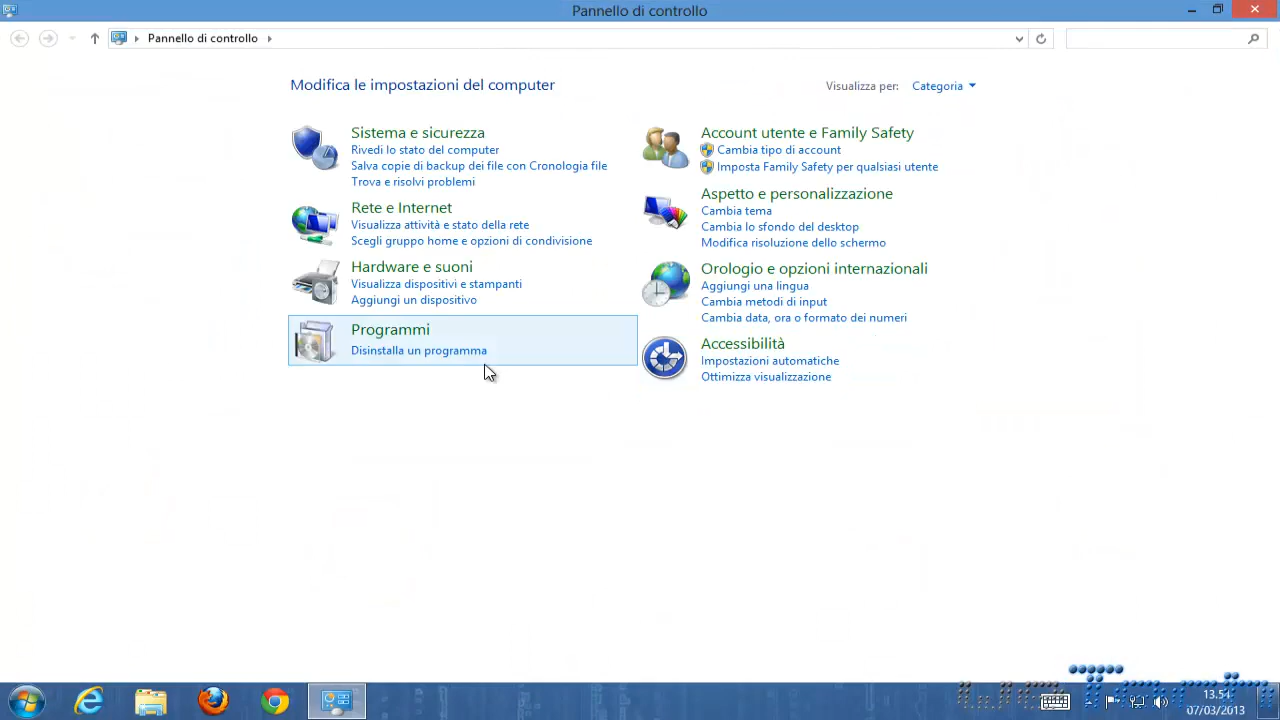 Pannello di controllo
Pannello di controllo
Modifica le impostazioni del computer
Visualizza per: Categoria
Sistema e sicurezza
Rivedi lo stato del computer
Salva copie di backup dei file con Cronologia file
Trova e risolvi problemi
Rete e Internet
Visualizza attività e stato della rete
Scegli gruppo home e opzioni di condivisione
Hardware e suoni
Visualizza dispositivi e stampanti
Aggiungi un dispositivo
Programmi
Disinstalla un programma
Account utente e Family Safety
Cambia tipo di account
Imposta Family Safety per qualsiasi utente
Aspetto e personalizzazione
Cambia tema
Cambia lo sfondo del desktop
Modifica risoluzione dello schermo
Orologio e opzioni internazionali
Aggiungi una lingua
Cambia metodi di input
Cambia data, ora o formato dei numeri
Accessibilità
Impostazioni automatiche
Ottimizza visualizzazione
13.54
07/03/2013